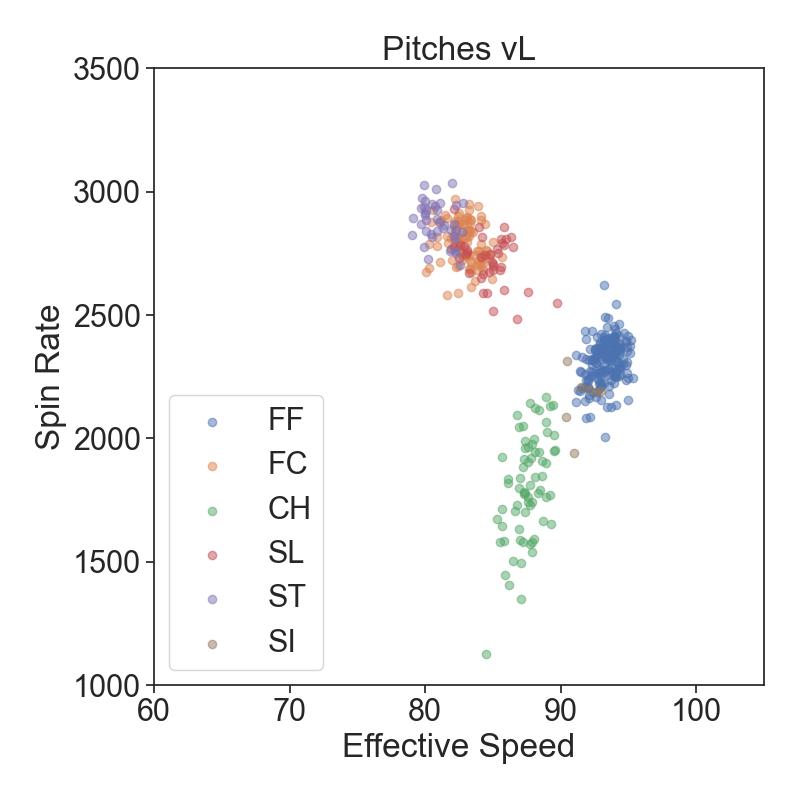 Pitches vL
3500
3000
2500
2000
1500
1000
Spin Rate
FF
FC
CH
SL
ST
SI
60 70 80 90 100
Effective Speed